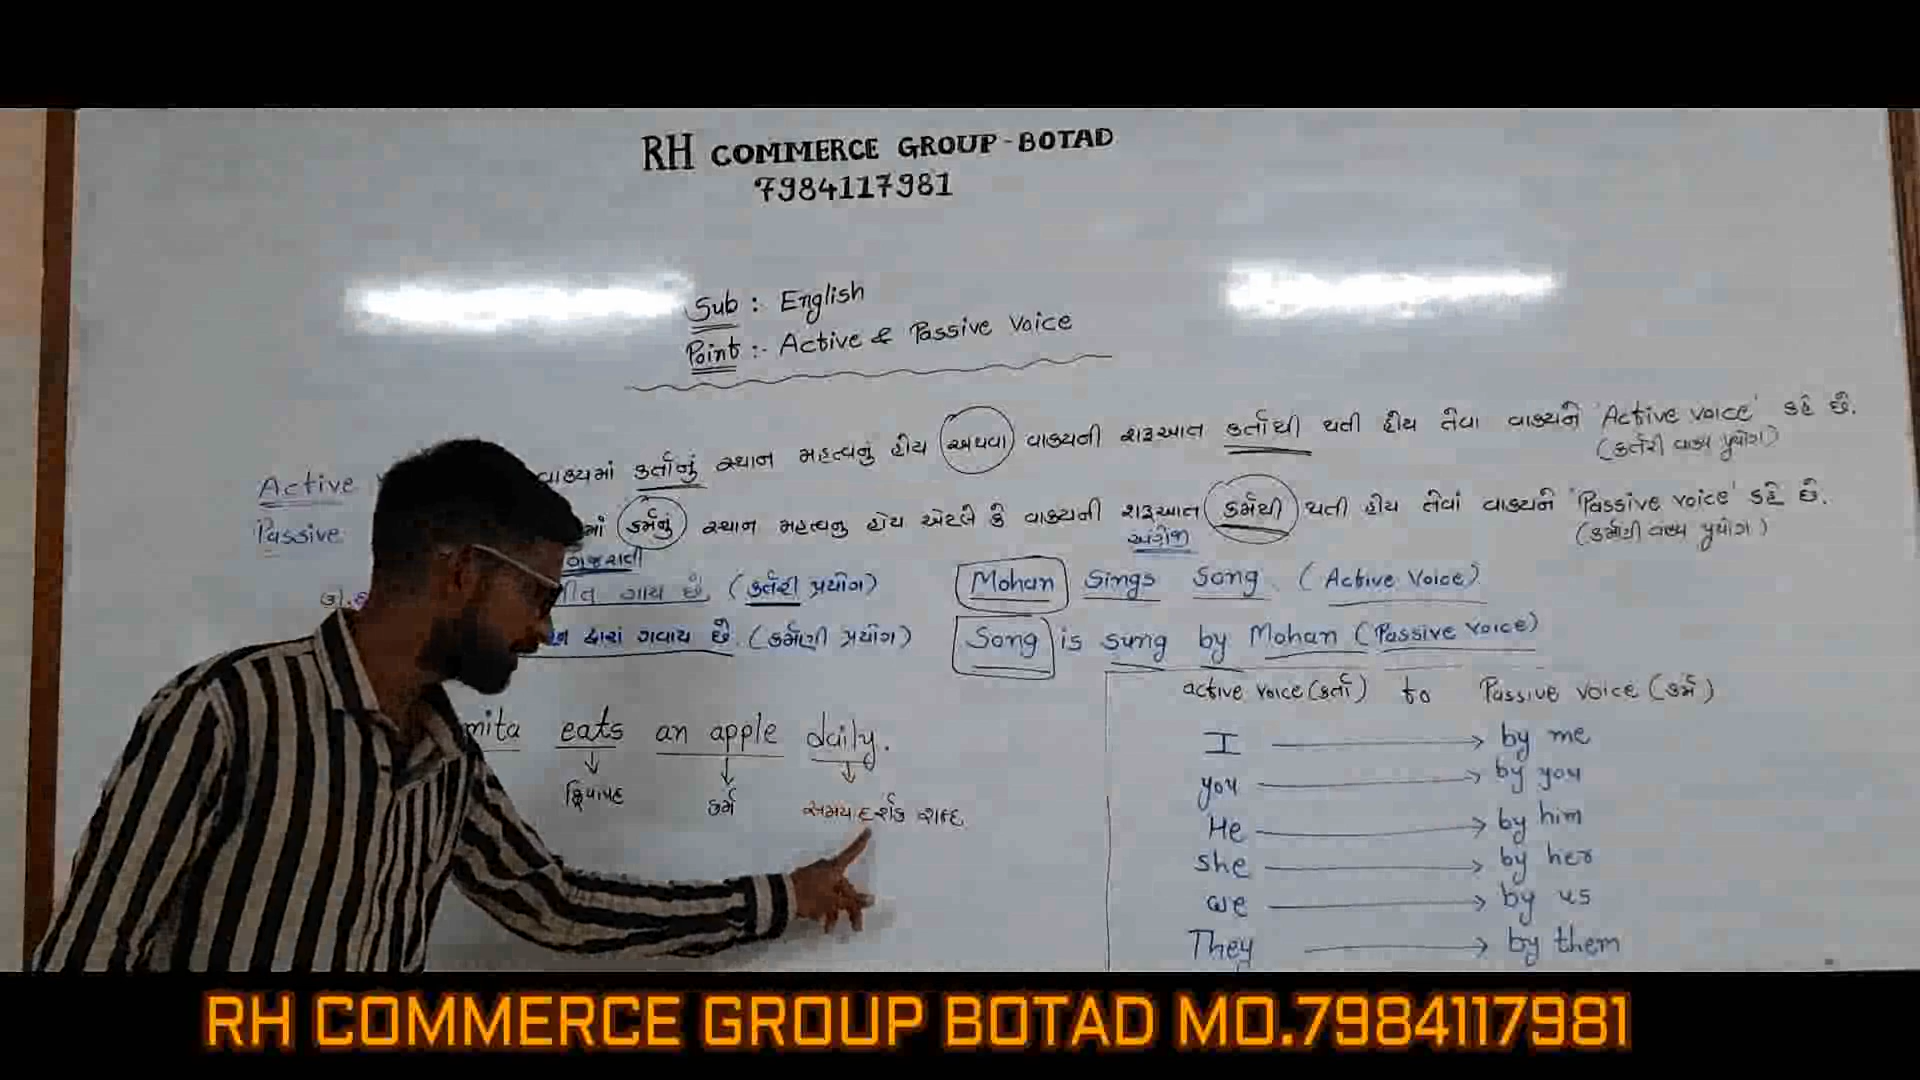 RH COMMERCE GROUP-BOTAD
7984117981
Sub : English
Point :- Active & Passive Voice
Active વાક્યમાં કર્તાનું સ્થાન મહત્વનું હોય અથવા વાક્યની શરૂઆત કર્તાથી થતી હોય તેવા વાક્યને 'Active voice' કહે છે.
(કર્તરી વાક્ય પ્રયોગ)
Passive માં કર્મનું સ્થાન મહત્વનુ હોય એટલે કે વાક્યની શરૂઆત કર્મથી થતી હોય તેવાં વાક્યને 'Passive voice' કહે છે.
(કર્મણી વાક્ય પ્રયોગ)
ગુજરાતી
અંગ્રેજી
ગીત ગાય છે. (કર્તરી પ્રયોગ) Mohan Sings Song. (Active Voice)
દ્વારા ગવાય છે. (કર્મણી પ્રયોગ) Song is sung by Mohan (Passive Voice)
mita eats an apple daily.
ક્રિયાપદ કર્મ સમય દર્શક શબ્દ
active voice (કર્તા) to Passive voice (કર્મ)
I → by me
you → by you
He → by him
she → by her
we → by us
They → by them
RH COMMERCE GROUP BOTAD MO.7984117981